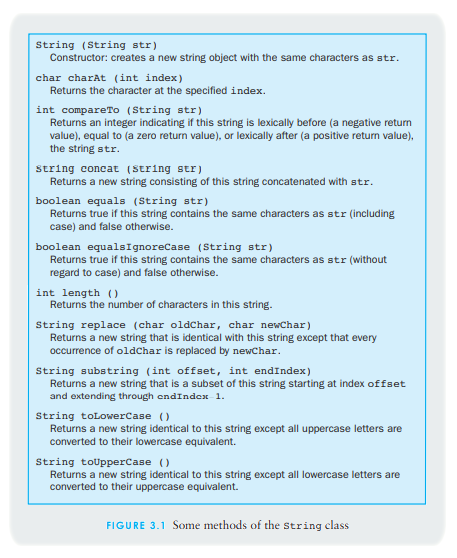 String (String str)
Constructor: creates a new string object with the same characters as str.
char charAt (int index)
Returns the character at the specified index.
int compareTo (String str)
Returns an integer indicating if this string is lexically before (a negative return
value), equal to (a zero return value), or lexically after (a positive return value),
the string str.
String concat (String str)
Returns a new string consisting of this string concatenated with str.
boolean equals (String str)
Returns true if this string contains the same characters as str (including
case) and false otherwise.
boolean equalsIgnoreCase (String str)
Returns true if this string contains the same characters as str (without
regard to case) and false otherwise.
int length ()
Returns the number of characters in this string.
String replace (char oldChar, char newChar)
Returns a new string that is identical with this string except that every
occurrence of oldChar is replaced by newChar.
String substring (int offset, int endIndex)
Returns a new string that is a subset of this string starting at index offset
and extending through endIndex-1.
String toLowerCase ()
Returns a new string identical to this string except all uppercase letters are
converted to their lowercase equivalent.
String toUpperCase ()
Returns a new string identical to this string except all lowercase letters are
converted to their uppercase equivalent.
FIGURE 3.1 Some methods of the String class